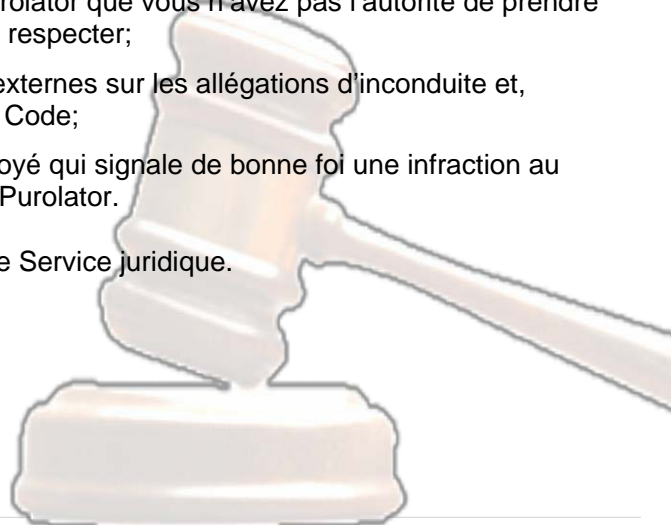 rolator que vous n'avez pas l'autorité de prendre
respecter;
externes sur les allégations d'inconduite et,
Code;
oyé qui signale de bonne foi une infraction au
Purolator.
e Service juridique.